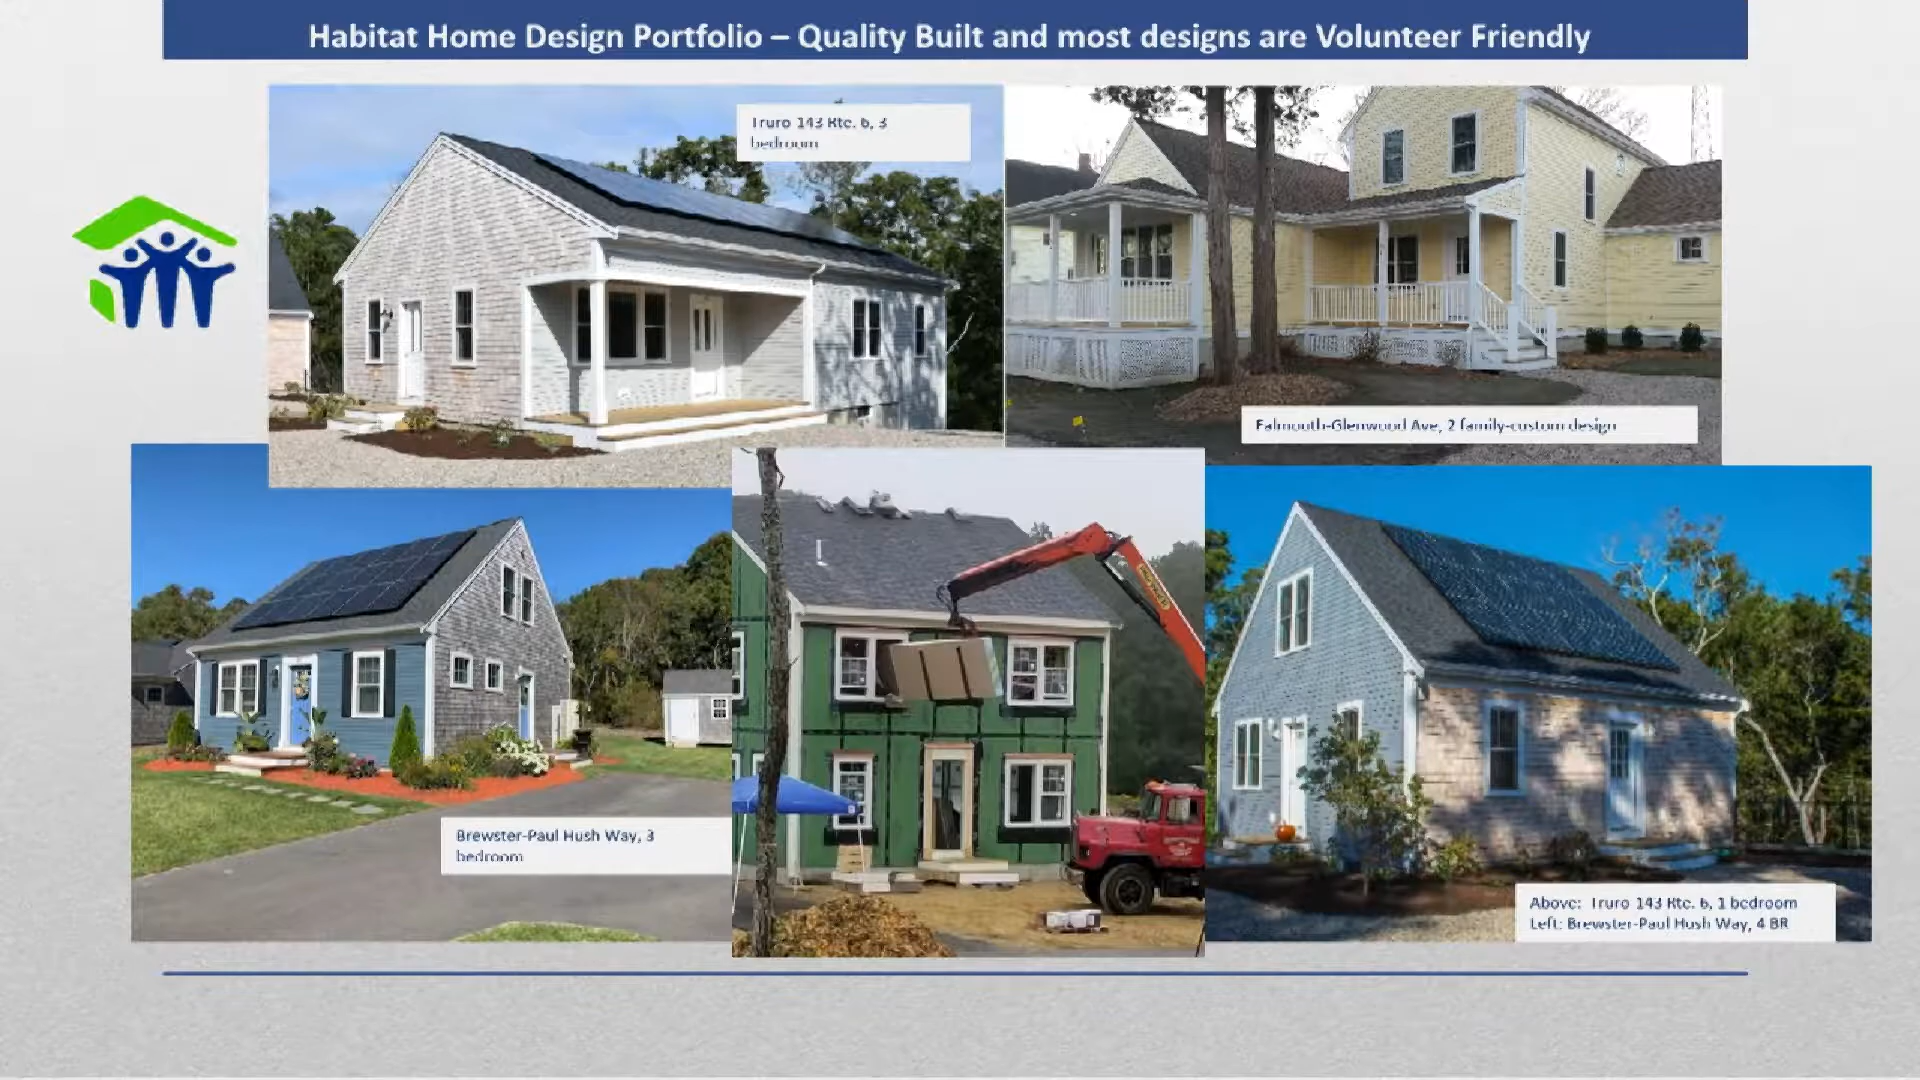 Habitat Home Design Portfolio – Quality Built and most designs are Volunteer Friendly
Truro 143 Rte. 6, 3
bedroom
Falmouth-Glenwood Ave, 2 family-custom design
Brewster-Paul Hush Way, 3
bedroom
Above: Truro 143 Rte. 6, 1 bedroom
Left: Brewster-Paul Hush Way, 4 BR